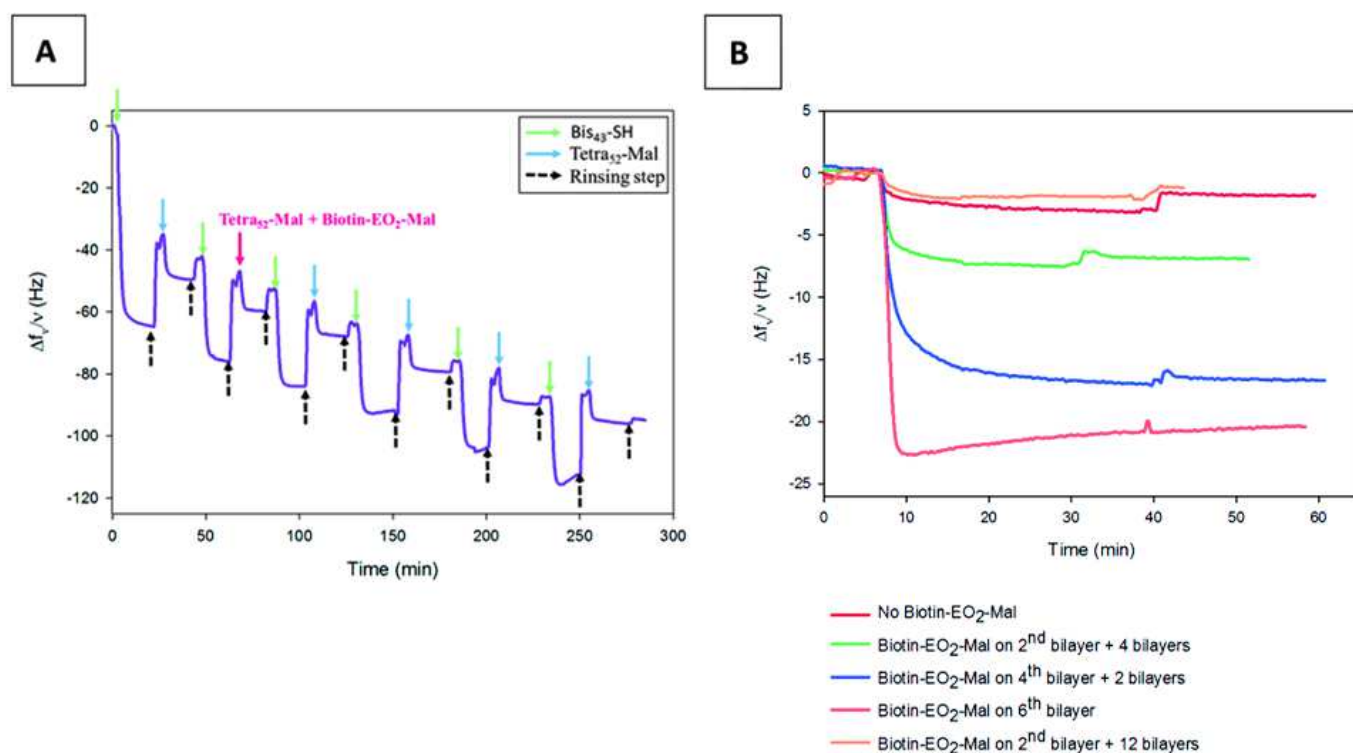 A
B
Bis₄₃-SH
Tetra₅₂-Mal
Rinsing step
Tetra₅₂-Mal + Biotin-EO₂-Mal
Δfᵥ/ν (Hz)
0
-20
-40
-60
-80
-100
-120
0 50 100 150 200 250 300
Time (min)
Δfᵥ/ν (Hz)
5
0
-5
-10
-15
-20
-25
0 10 20 30 40 50 60
Time (min)
No Biotin-EO₂-Mal
Biotin-EO₂-Mal on 2ⁿᵈ bilayer + 4 bilayers
Biotin-EO₂-Mal on 4ᵗʰ bilayer + 2 bilayers
Biotin-EO₂-Mal on 6ᵗʰ bilayer
Biotin-EO₂-Mal on 2ⁿᵈ bilayer + 12 bilayers